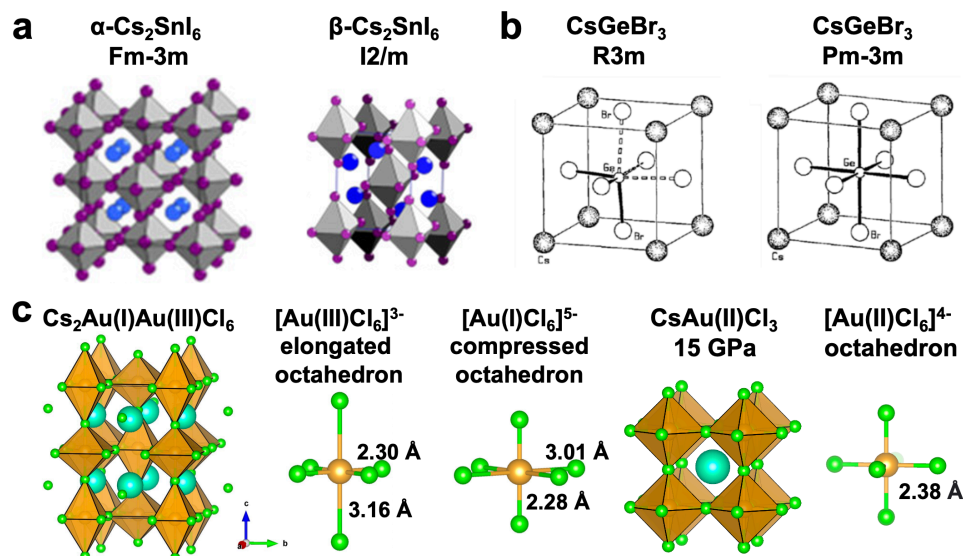 a
α-Cs₂SnI₆
Fm-3m
β-Cs₂SnI₆
I2/m
b
CsGeBr₃
R3m
Br
Ge
Br
Cs
CsGeBr₃
Pm-3m
Ge
Br
Cs
c
Cs₂Au(I)Au(III)Cl₆
c
a
b
[Au(III)Cl₆]³⁻
elongated
octahedron
2.30 Å
3.16 Å
[Au(I)Cl₆]⁵⁻
compressed
octahedron
3.01 Å
2.28 Å
CsAu(II)Cl₃
15 GPa
[Au(II)Cl₆]⁴⁻
octahedron
2.38 Å